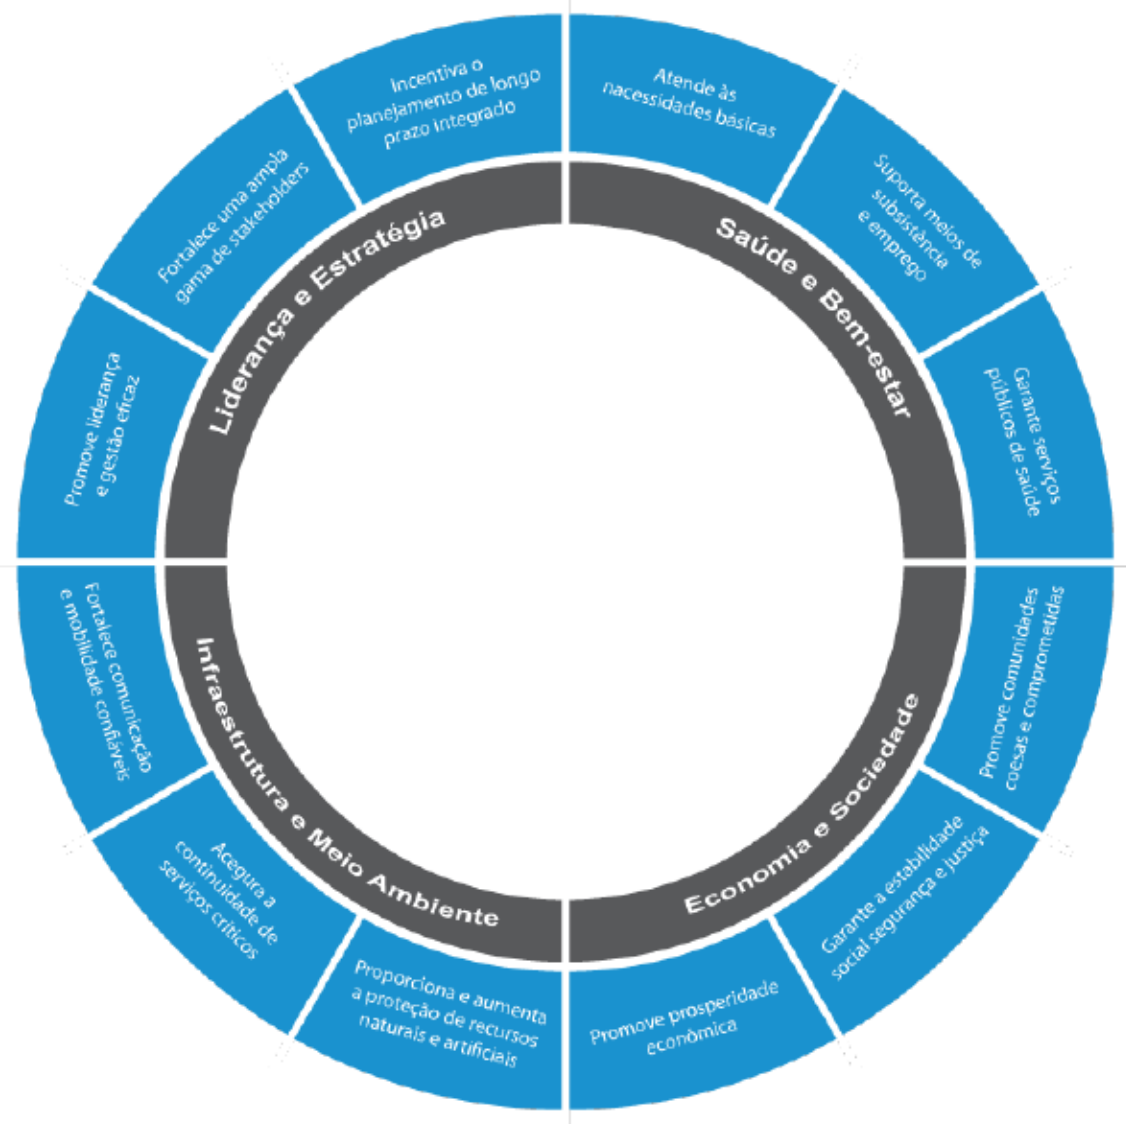 Incentiva o
planejamento de longo
prazo integrado
Atende às
nacessidades básicas
Suporta meios de
subsistência
e emprego
Garante serviços
públicos de saúde
Promove comunidades
coesas e comprometidas
Garante a estabilidade
social segurança e justiça
Promove prosperidade
econômica
Proporciona e aumenta
a proteção de recursos
naturais e artificiais
Acegura a
continuidade de
serviços críticos
Fortalece comunicação
e mobilidade confiáveis
Promove liderança
e gestão eficaz
Fortalece uma ampla
gama de stakeholders
Liderança e Estratégia
Saúde e Bem-estar
Economia e Sociedade
Infraestrutura e Meio Ambiente